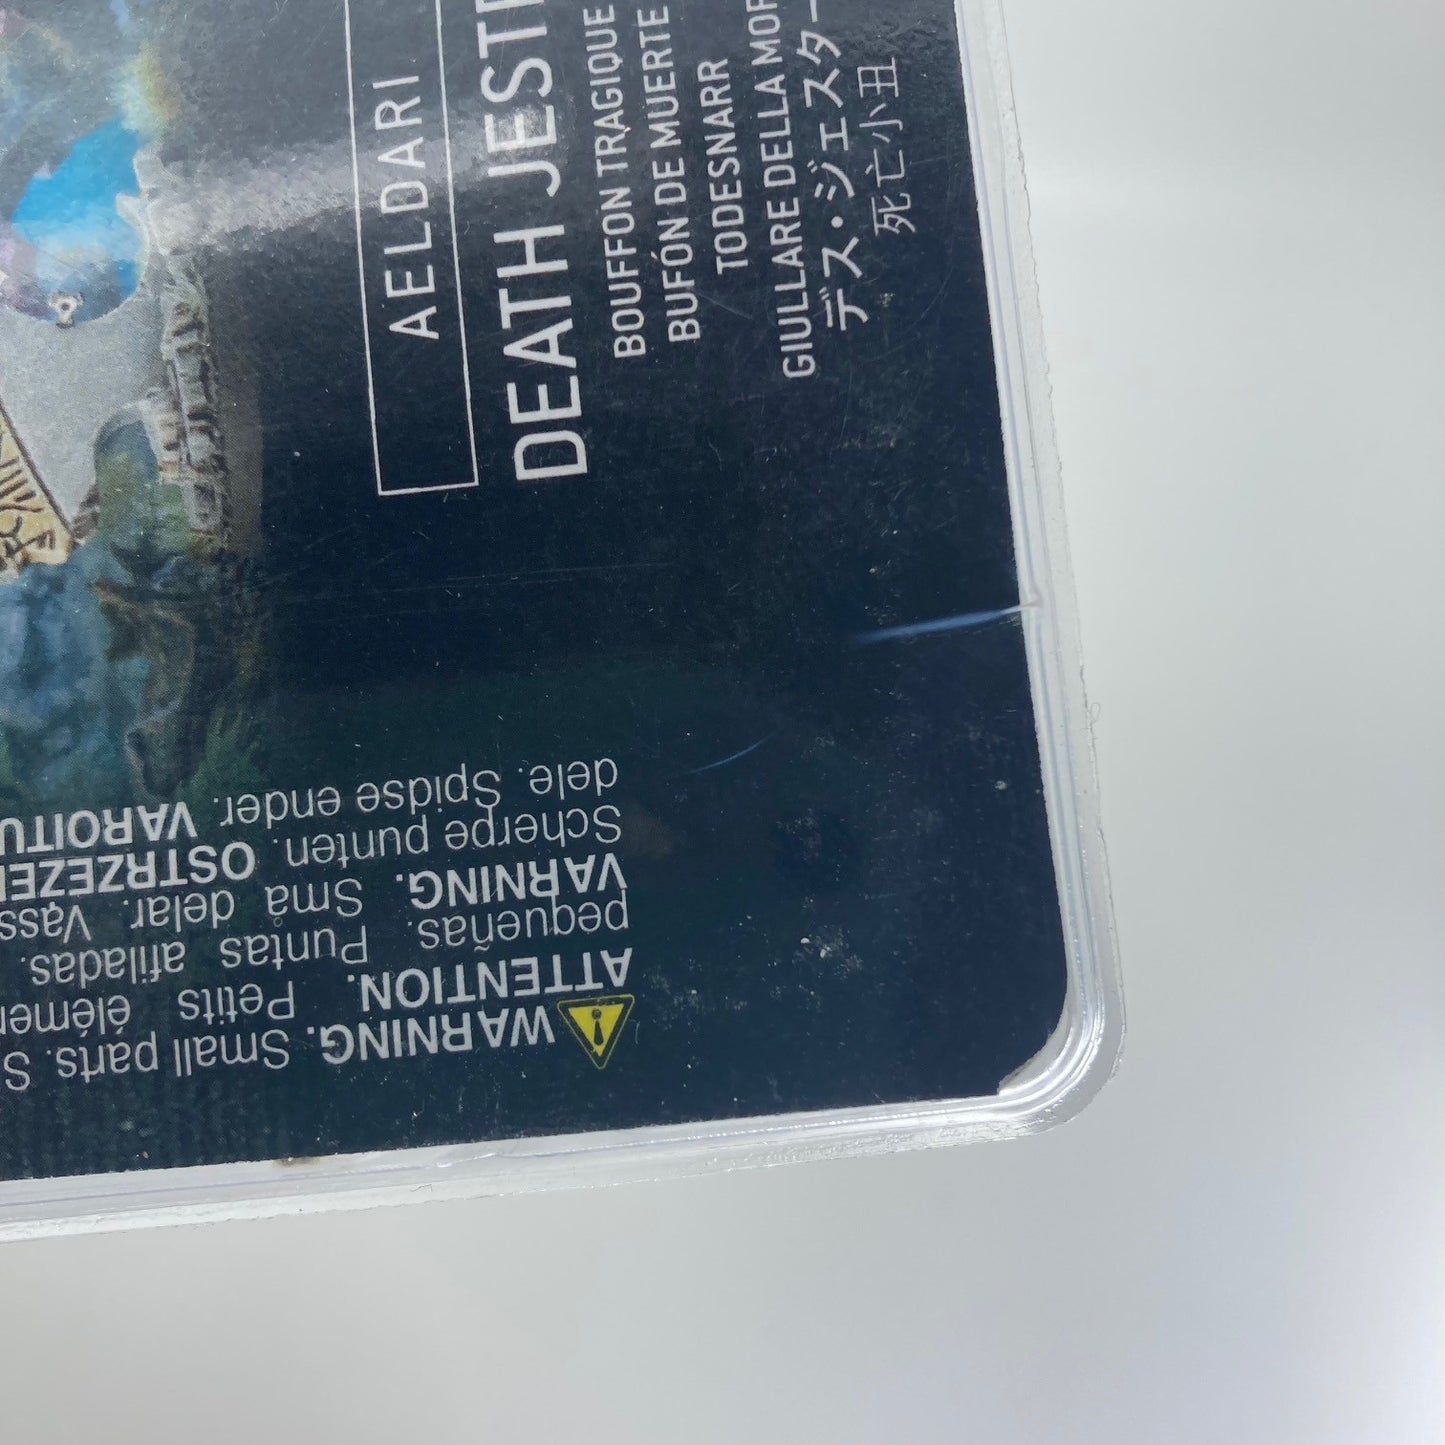 AELDARI
DEATH JEST
BOUFFON TRAGIQUE
BUFÓN DE MUERTE
TODESNARR
GIULLARE DELLA MOR
デス・ジェスター
死亡小丑
WARNING. Small parts. S
ATTENTION. Petits élémen
pequeñas. Puntas afiladas.
VARNING. Små delar. Vass
Scherpe punten. OSTRZEŻE
dele. Spidse ender. VAROITU